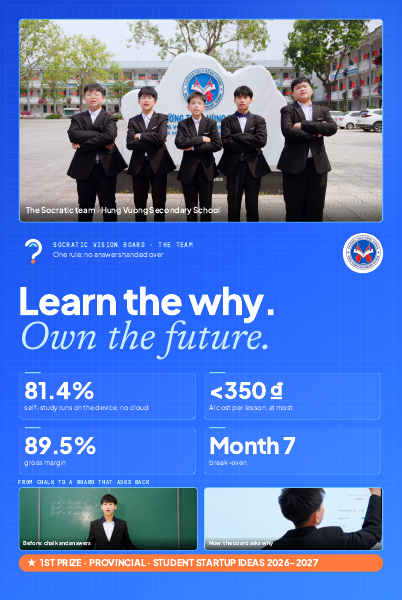 The Socratic team · Hung Vuong Secondary School
SOCRATIC VISION BOARD · THE TEAM
One rule: no answers handed over
Learn the why.
Own the future.
81.4%
self-study runs on the device, no cloud
<350 đ
AI cost per lesson, at most
89.5%
gross margin
Month 7
break-even
FROM CHALK TO A BOARD THAT ASKS BACK
Before: chalk and answers
Now: the board asks why
★ 1ST PRIZE · PROVINCIAL · STUDENT STARTUP IDEAS 2026–2027